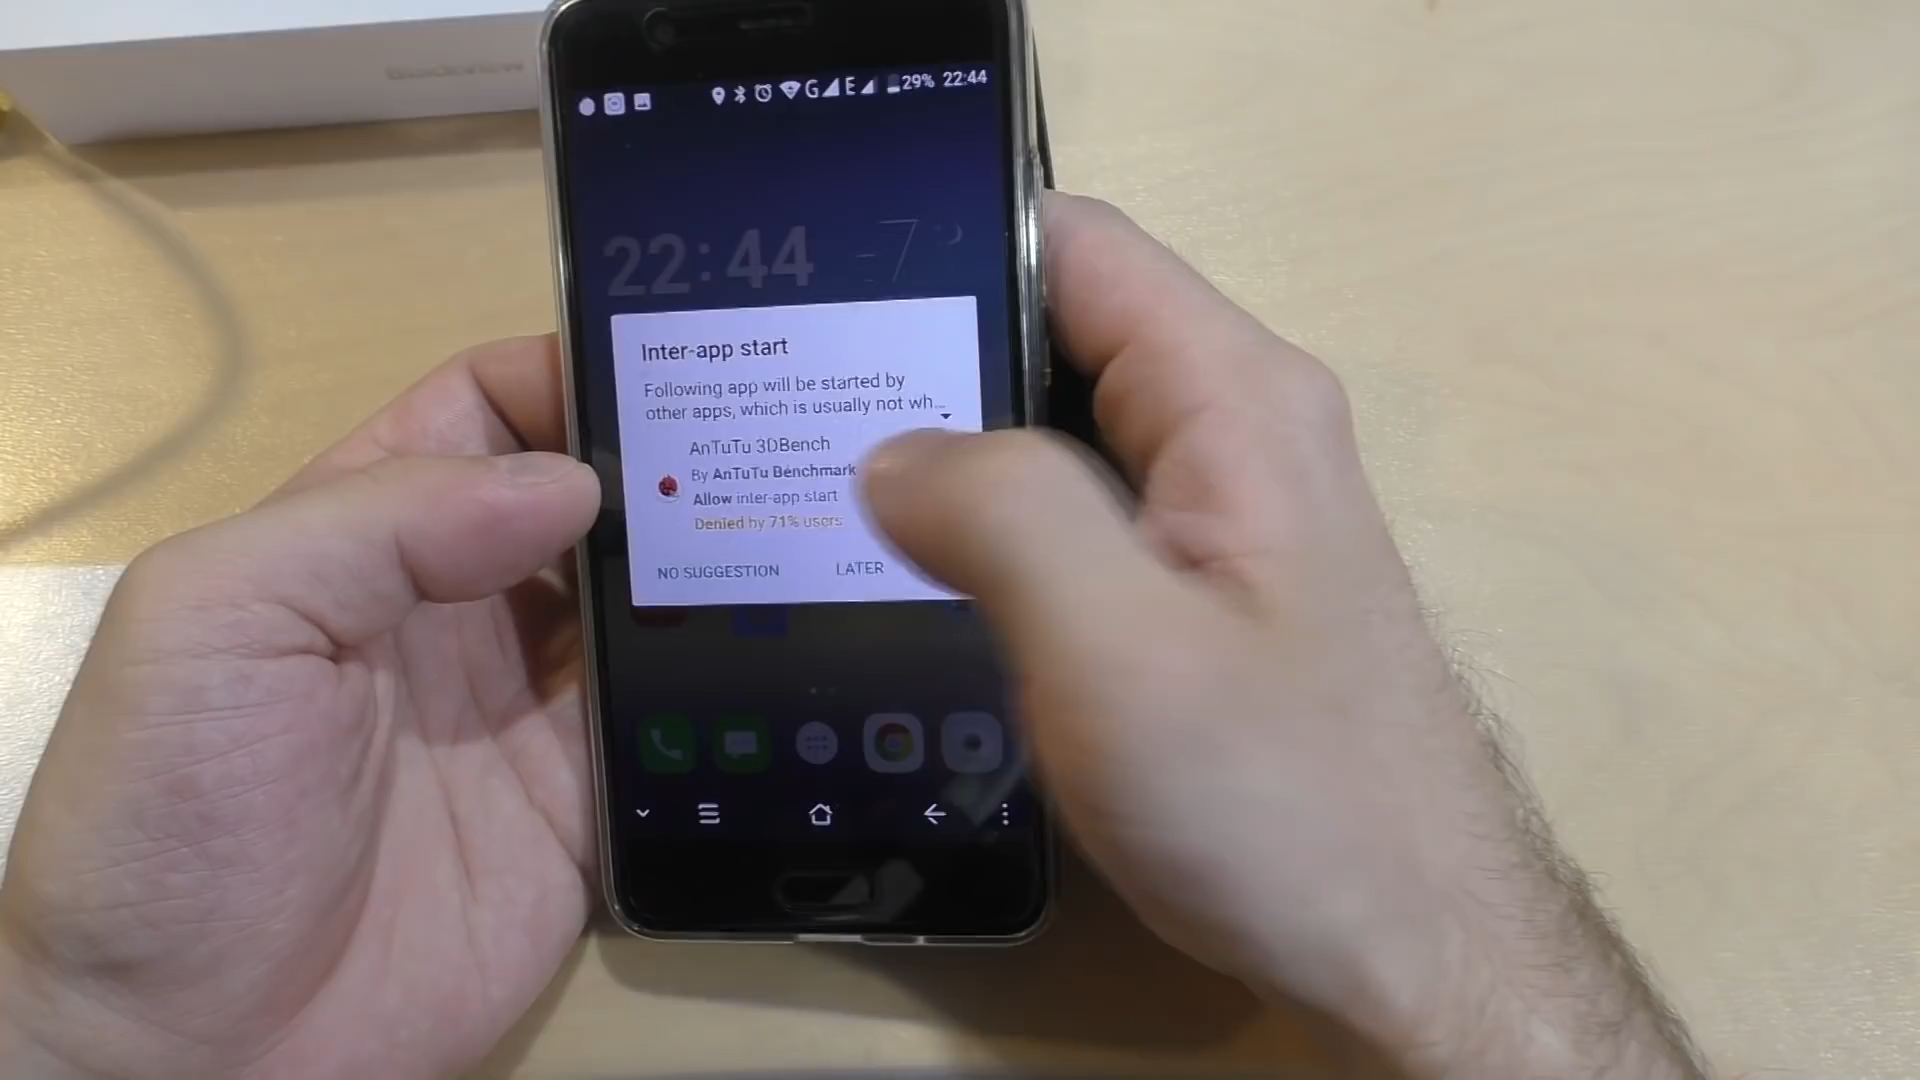 G E 29% 22:44
22:44 -7°
Inter-app start
Following app will be started by
other apps, which is usually not wh...
AnTuTu 3DBench
By AnTuTu Benchmark
Allow inter-app start
Denied by 71% users
NO SUGGESTION LATER